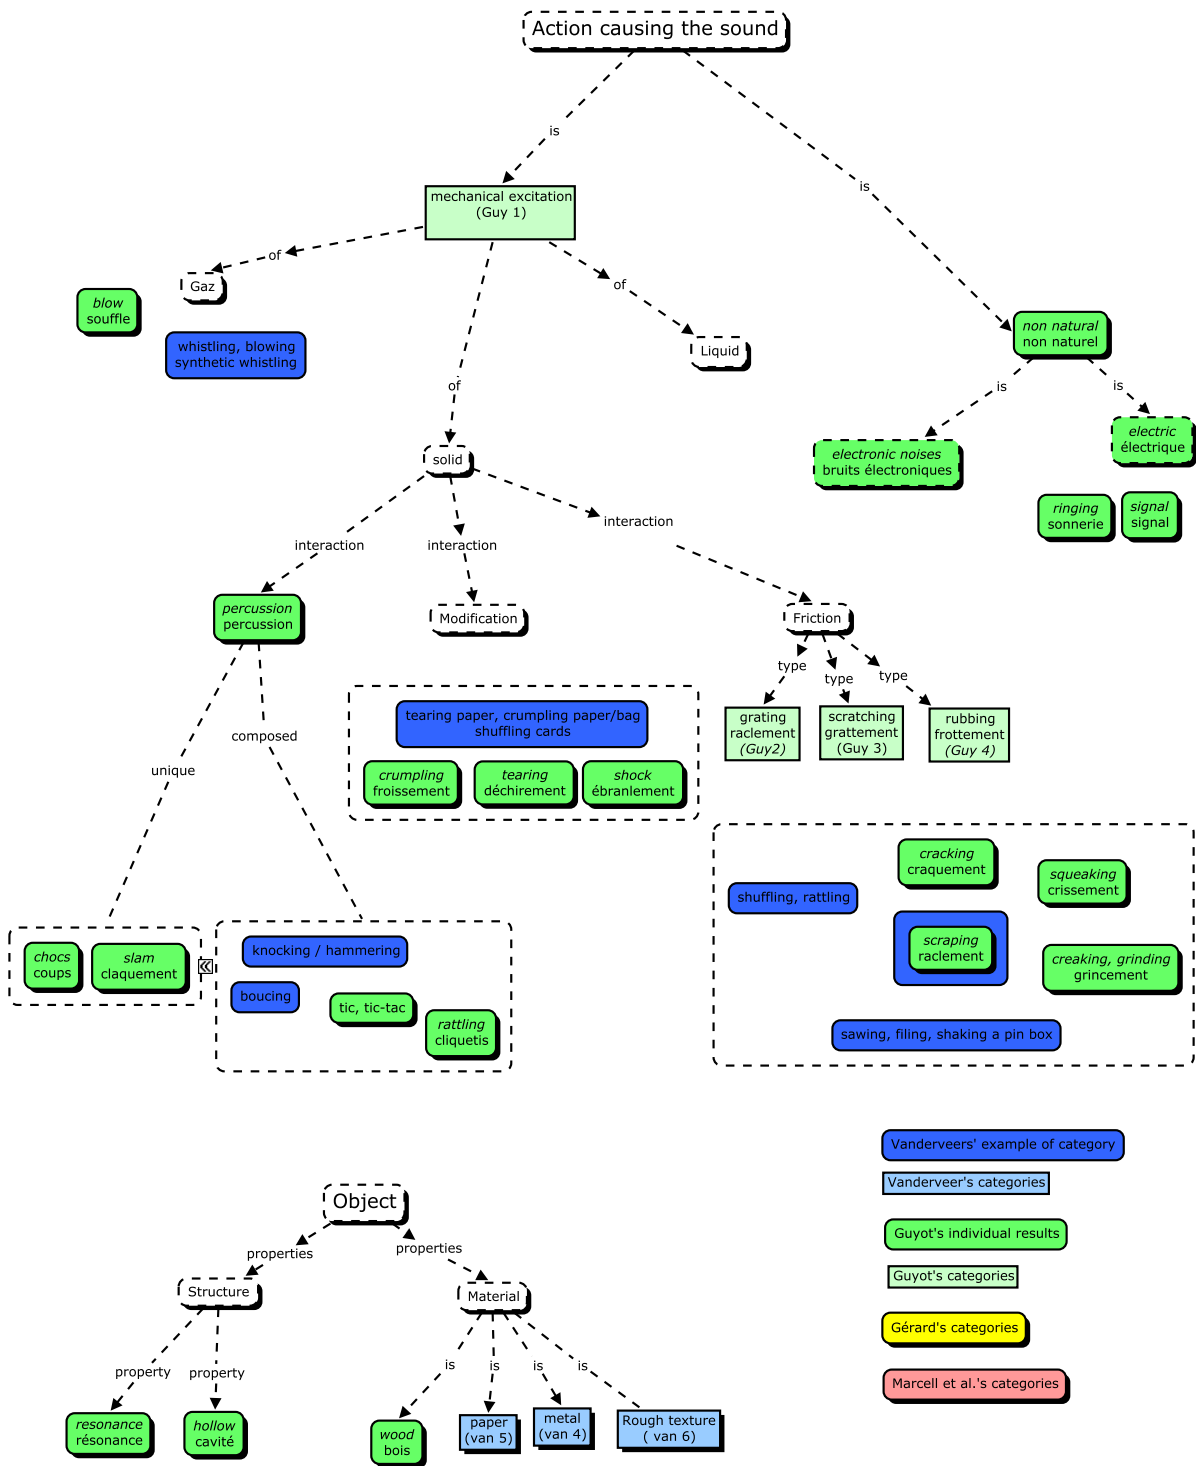 Action causing the sound
is
is
mechanical excitation
(Guy 1)
of
Gaz
of
Liquid
blow
souffle
whistling, blowing
synthetic whistling
non natural
non naturel
of
is
is
solid
electronic noises
bruits électroniques
electric
électrique
ringing
sonnerie
signal
signal
interaction
interaction
interaction
percussion
percussion
Modification
Friction
type
type
type
grating
raclement
(Guy2)
scratching
grattement
(Guy 3)
rubbing
frottement
(Guy 4)
tearing paper, crumpling paper/bag
shuffling cards
crumpling
froissement
tearing
déchirement
shock
ébranlement
composed
unique
cracking
craquement
squeaking
crissement
shuffling, rattling
scraping
raclement
creaking, grinding
grincement
sawing, filing, shaking a pin box
chocs
coups
slam
claquement
knocking / hammering
boucing
tic, tic-tac
rattling
cliquetis
Vanderveers' example of category
Vanderveer's categories
Guyot's individual results
Guyot's categories
Gérard's categories
Marcell et al.'s categories
Object
properties
properties
Structure
Material
property
property
is
is
is
is
resonance
résonance
hollow
cavité
wood
bois
paper
(van 5)
metal
(van 4)
Rough texture
( van 6)